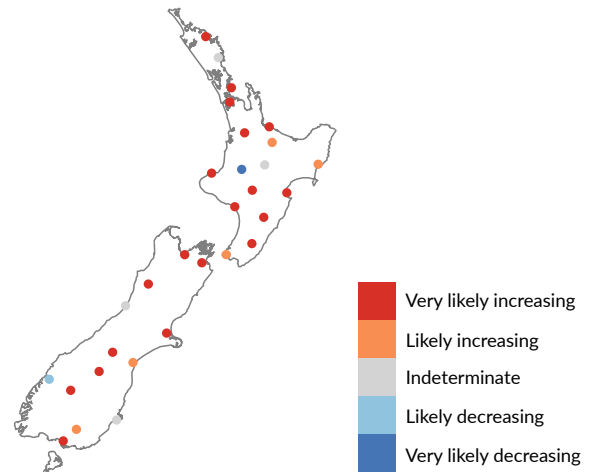 Very likely increasing
Likely increasing
Indeterminate
Likely decreasing
Very likely decreasing